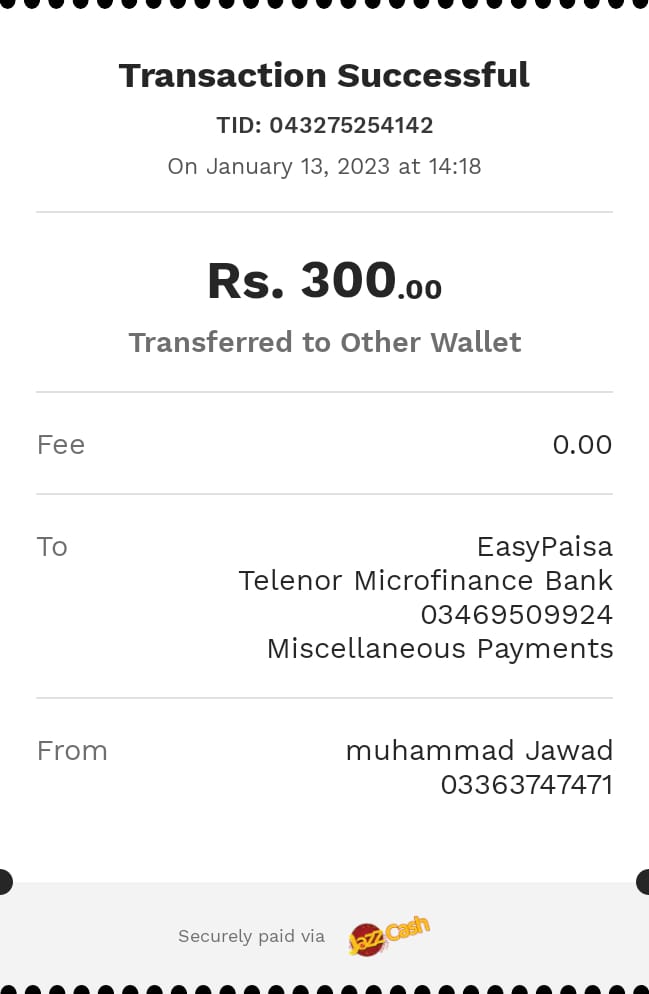 Transaction Successful
TID: 043275254142
On January 13, 2023 at 14:18
Rs. 300.00
Transferred to Other Wallet
Fee 0.00
To EasyPaisa
Telenor Microfinance Bank
03469509924
Miscellaneous Payments
From muhammad Jawad
03363747471
Securely paid via JazzCash